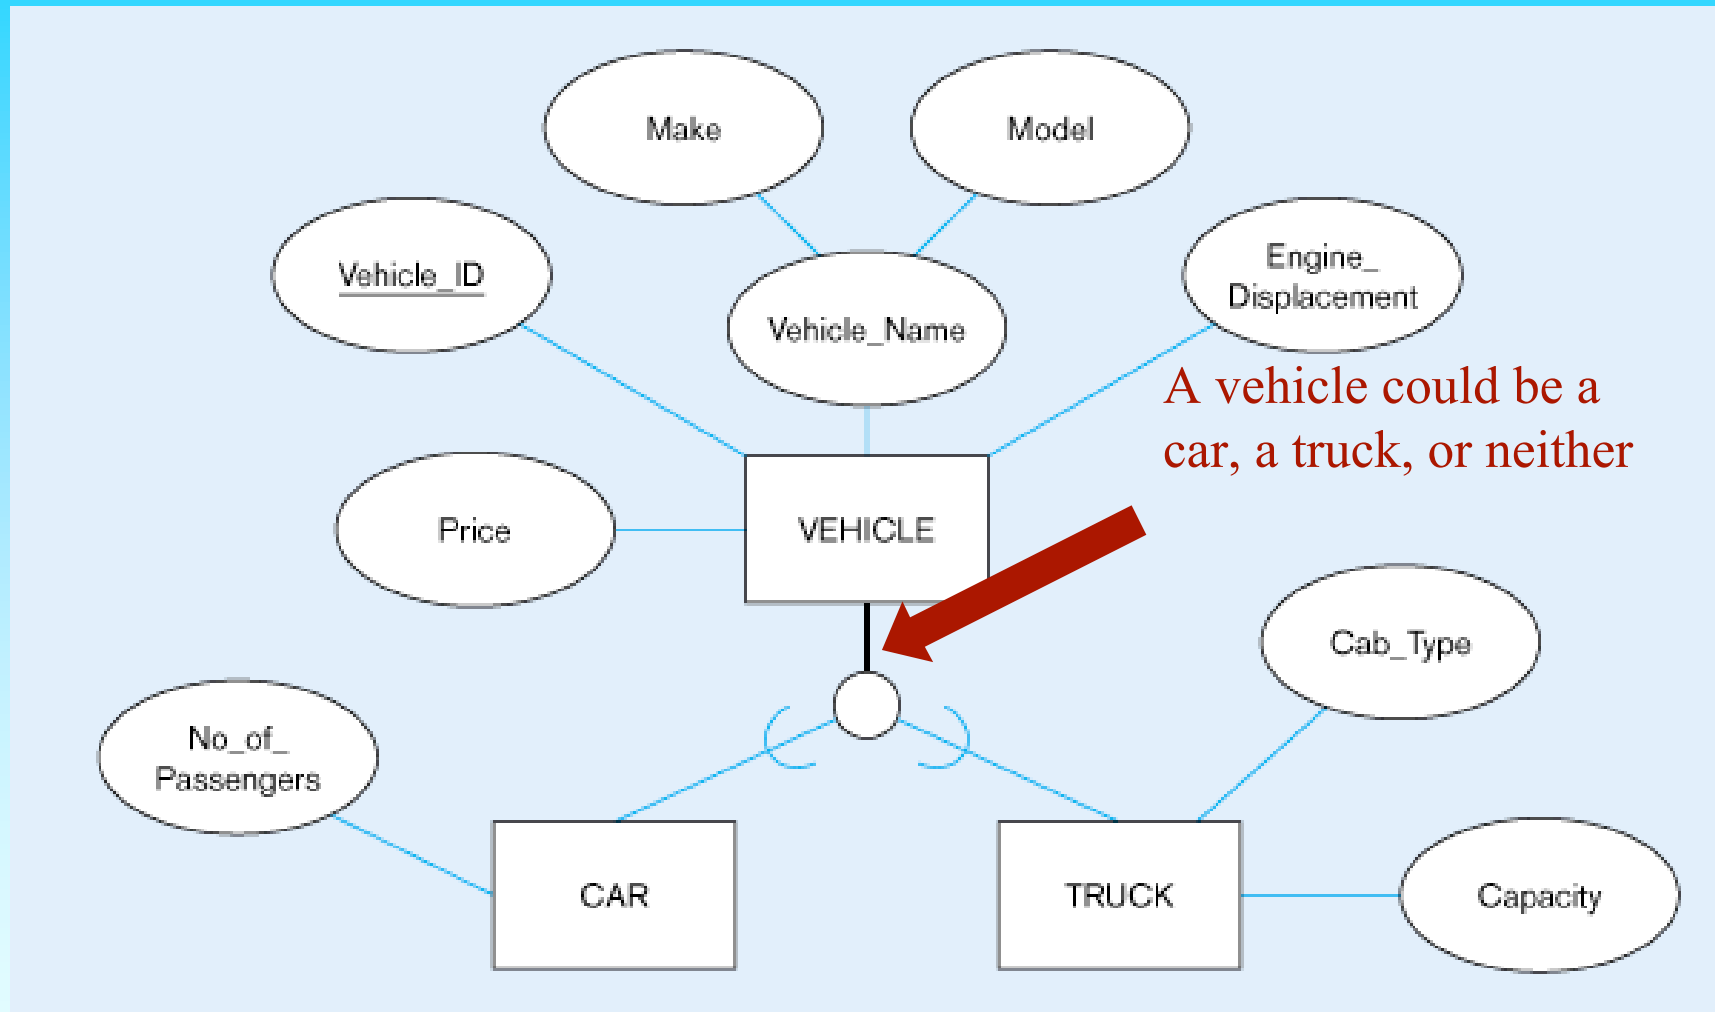 Make
Model
Vehicle_ID
Vehicle_Name
Engine_
Displacement
A vehicle could be a
car, a truck, or neither
Price
VEHICLE
Cab_Type
No_of_
Passengers
CAR
TRUCK
Capacity